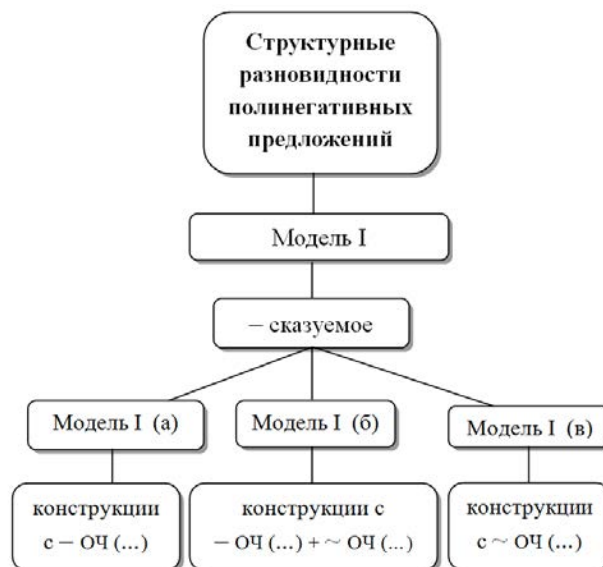 Структурные
разновидности
полинегативных
предложений
Модель I
– сказуемое
Модель I (а)
Модель I (б)
Модель I (в)
конструкции
с – ОЧ (...)
конструкции с
– ОЧ (...) + ~ ОЧ (...)
конструкции
с ~ ОЧ (...)